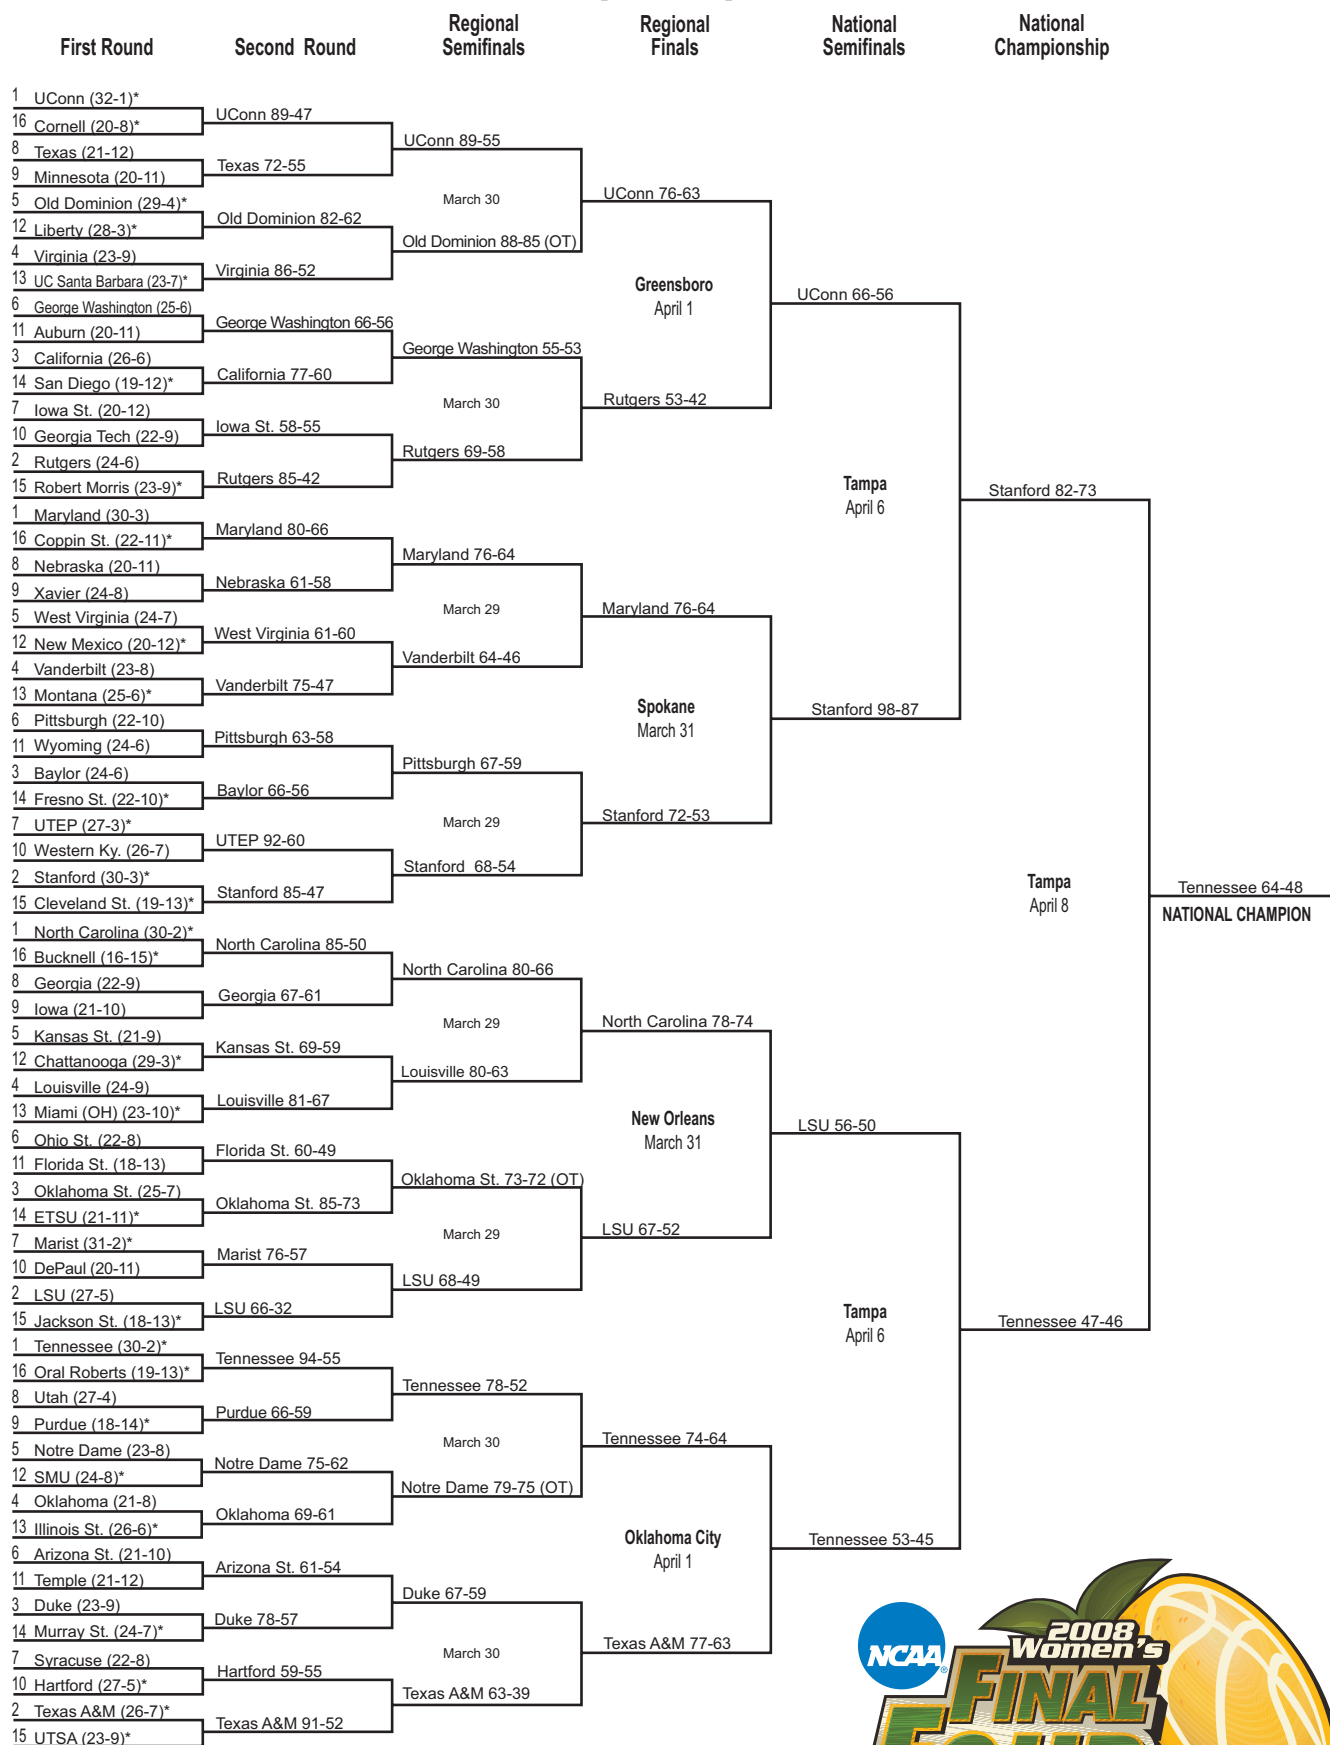 First Round
Second Round
Regional
Semifinals
Regional
Finals
National
Semifinals
National
Championship
1 UConn (32-1)*
16 Cornell (20-8)*
8 Texas (21-12)
9 Minnesota (20-11)
5 Old Dominion (29-4)*
12 Liberty (28-3)*
4 Virginia (23-9)
13 UC Santa Barbara (23-7)*
6 George Washington (25-6)
11 Auburn (20-11)
3 California (26-6)
14 San Diego (19-12)*
7 Iowa St. (20-12)
10 Georgia Tech (22-9)
2 Rutgers (24-6)
15 Robert Morris (23-9)*
1 Maryland (30-3)
16 Coppin St. (22-11)*
8 Nebraska (20-11)
9 Xavier (24-8)
5 West Virginia (24-7)
12 New Mexico (20-12)*
4 Vanderbilt (23-8)
13 Montana (25-6)*
6 Pittsburgh (22-10)
11 Wyoming (24-6)
3 Baylor (24-6)
14 Fresno St. (22-10)*
7 UTEP (27-3)*
10 Western Ky. (26-7)
2 Stanford (30-3)*
15 Cleveland St. (19-13)*
1 North Carolina (30-2)*
16 Bucknell (16-15)*
8 Georgia (22-9)
9 Iowa (21-10)
5 Kansas St. (21-9)
12 Chattanooga (29-3)*
4 Louisville (24-9)
13 Miami (OH) (23-10)*
6 Ohio St. (22-8)
11 Florida St. (18-13)
3 Oklahoma St. (25-7)
14 ETSU (21-11)*
7 Marist (31-2)*
10 DePaul (20-11)
2 LSU (27-5)
15 Jackson St. (18-13)*
1 Tennessee (30-2)*
16 Oral Roberts (19-13)*
8 Utah (27-4)
9 Purdue (18-14)*
5 Notre Dame (23-8)
12 SMU (24-8)*
4 Oklahoma (21-8)
13 Illinois St. (26-6)*
6 Arizona St. (21-10)
11 Temple (21-12)
3 Duke (23-9)
14 Murray St. (24-7)*
7 Syracuse (22-8)
10 Hartford (27-5)*
2 Texas A&M (26-7)*
15 UTSA (23-9)*
UConn 89-47
Texas 72-55
Old Dominion 82-62
Virginia 86-52
George Washington 66-56
California 77-60
Iowa St. 58-55
Rutgers 85-42
Maryland 80-66
Nebraska 61-58
West Virginia 61-60
Vanderbilt 75-47
Pittsburgh 63-58
Baylor 66-56
UTEP 92-60
Stanford 85-47
North Carolina 85-50
Georgia 67-61
Kansas St. 69-59
Louisville 81-67
Florida St. 60-49
Oklahoma St. 85-73
Marist 76-57
LSU 66-32
Tennessee 94-55
Purdue 66-59
Notre Dame 75-62
Oklahoma 69-61
Arizona St. 61-54
Duke 78-57
Hartford 59-55
Texas A&M 91-52
UConn 89-55
March 30
Old Dominion 88-85 (OT)
George Washington 55-53
March 30
Rutgers 69-58
Maryland 76-64
March 29
Vanderbilt 64-46
Pittsburgh 67-59
March 29
Stanford 68-54
North Carolina 80-66
March 29
Louisville 80-63
Oklahoma St. 73-72 (OT)
March 29
LSU 68-49
Tennessee 78-52
March 30
Notre Dame 79-75 (OT)
Duke 67-59
March 30
Texas A&M 63-39
UConn 76-63
Greensboro
April 1
Rutgers 53-42
Maryland 76-64
Spokane
March 31
Stanford 72-53
North Carolina 78-74
New Orleans
March 31
LSU 67-52
Tennessee 74-64
Oklahoma City
April 1
Texas A&M 77-63
UConn 66-56
Tampa
April 6
Stanford 98-87
LSU 56-50
Tampa
April 6
Tennessee 53-45
Stanford 82-73
Tampa
April 8
Tennessee 47-46
Tennessee 64-48
NATIONAL CHAMPION
NCAA
2008
Women's
FINAL
FOUR